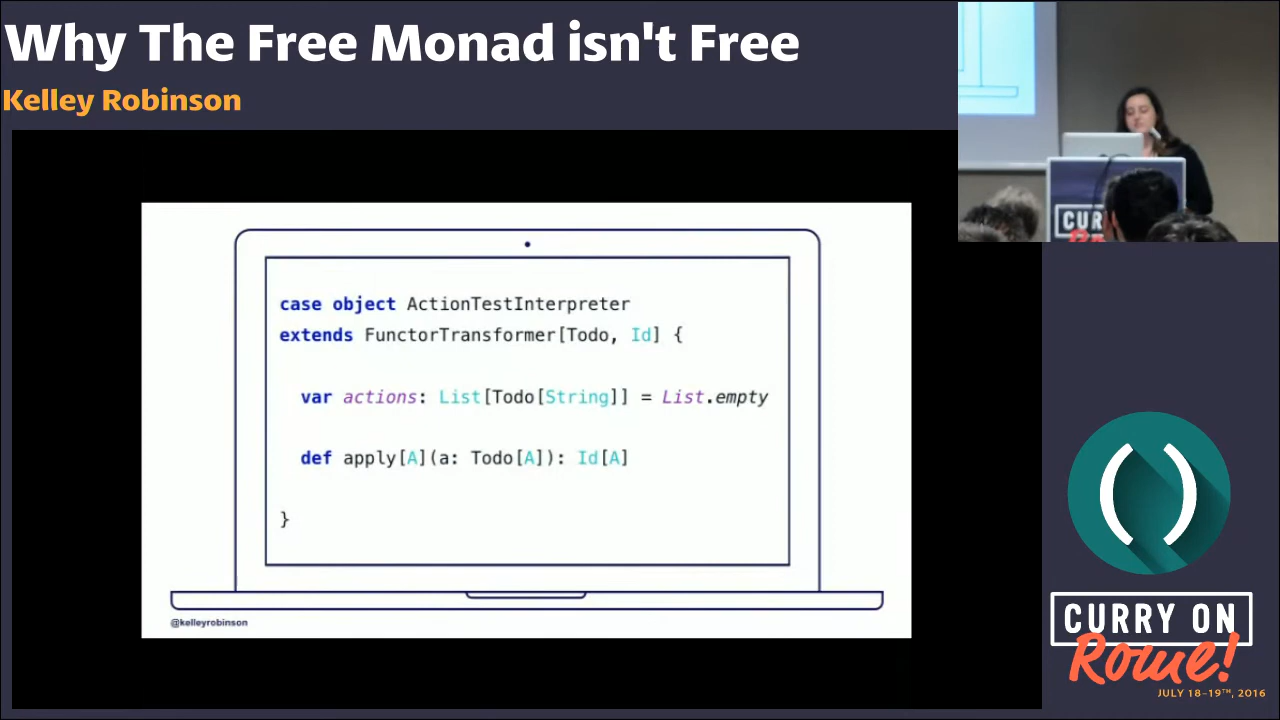 Why The Free Monad isn't Free
Kelley Robinson
case object ActionTestInterpreter
extends FunctorTransformer[Todo, Id] {
var actions: List[Todo[String]] = List.empty
def apply[A](a: Todo[A]): Id[A]
}
@kelleyrobinson
CUR
( )
CURRY ON
Rome!
JULY 18-19TH, 2016